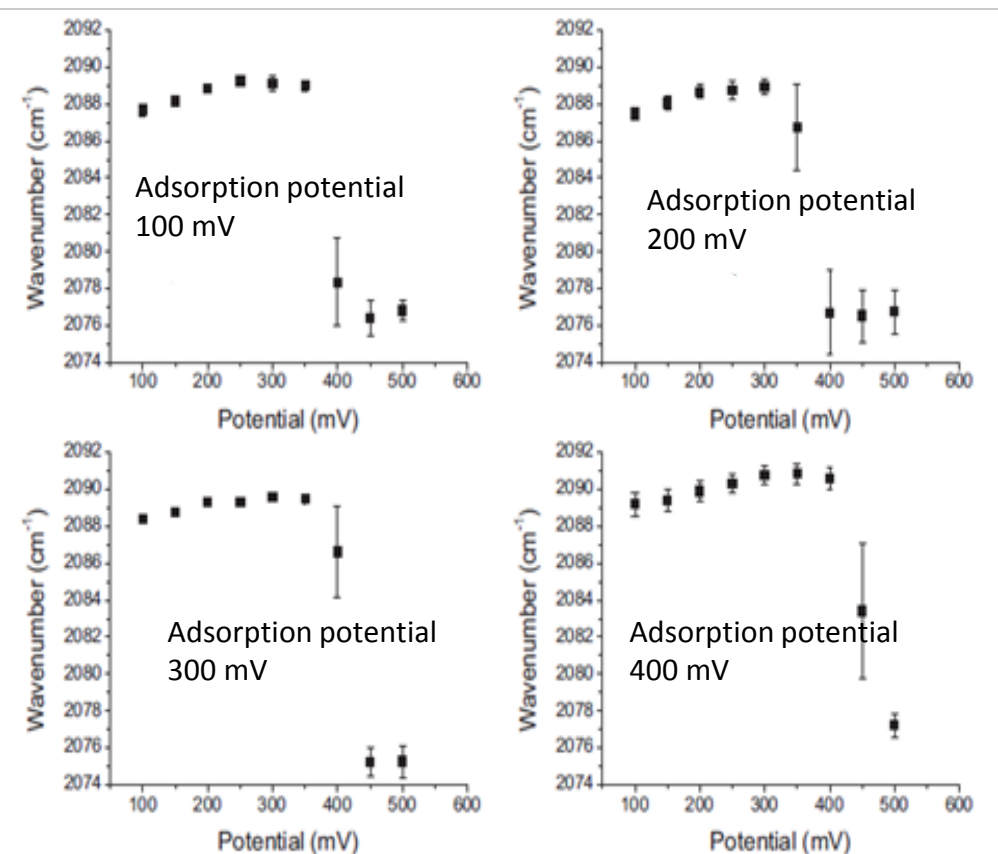 2092
2090
2088
2086
2084
2082
2080
2078
2076
2074
Wavenumber (cm⁻¹)
Adsorption potential
100 mV
100 200 300 400 500 600
Potential (mV)
2092
2090
2088
2086
2084
2082
2080
2078
2076
2074
Wavenumber (cm⁻¹)
Adsorption potential
200 mV
100 200 300 400 500 600
Potential (mV)
2092
2090
2088
2086
2084
2082
2080
2078
2076
2074
Wavenumber (cm⁻¹)
Adsorption potential
300 mV
100 200 300 400 500 600
Potential (mV)
2092
2090
2088
2086
2084
2082
2080
2078
2076
2074
Wavenumber (cm⁻¹)
Adsorption potential
400 mV
100 200 300 400 500 600
Potential (mV)